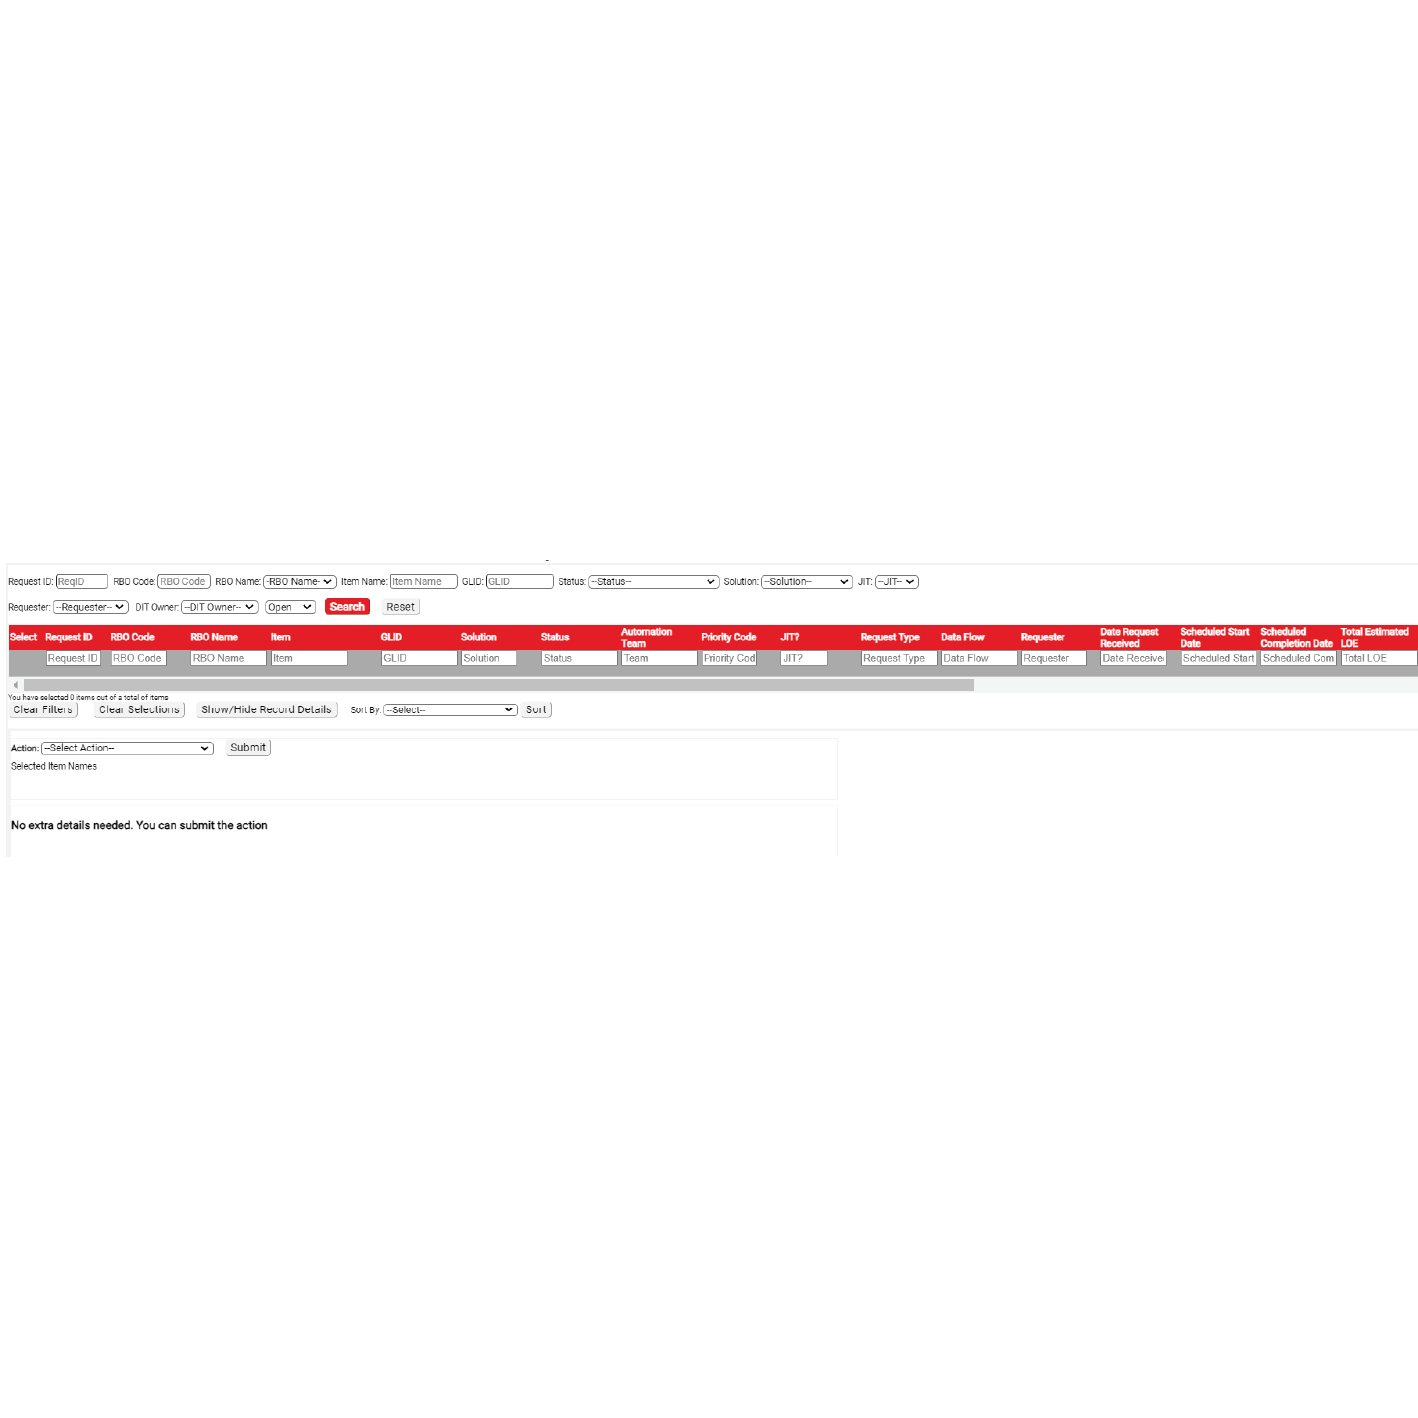 Request ID: ReqID RBO Code: RBO Code RBO Name: -RBO Name- Item Name: Item Name GLID: GLID Status: --Status-- Solution: --Solution-- JIT: --JIT--
Requester: --Requester-- DIT Owner: --DIT Owner-- Open Search Reset
Select Request ID RBO Code RBO Name Item GLID Solution Status Automation Team Priority Code JIT? Request Type Data Flow Requester Date Request Received Scheduled Start Date Scheduled Completion Date Total Estimated LOE
Request ID RBO Code RBO Name Item GLID Solution Status Team Priority Cod JIT? Request Type Data Flow Requester Date Receive Scheduled Start Scheduled Com Total LOE
You have selected 0 items out of a total of items
Clear Filters Clear Selections Show/Hide Record Details Sort By: --Select-- Sort
Action: --Select Action-- Submit
Selected Item Names
No extra details needed. You can submit the action